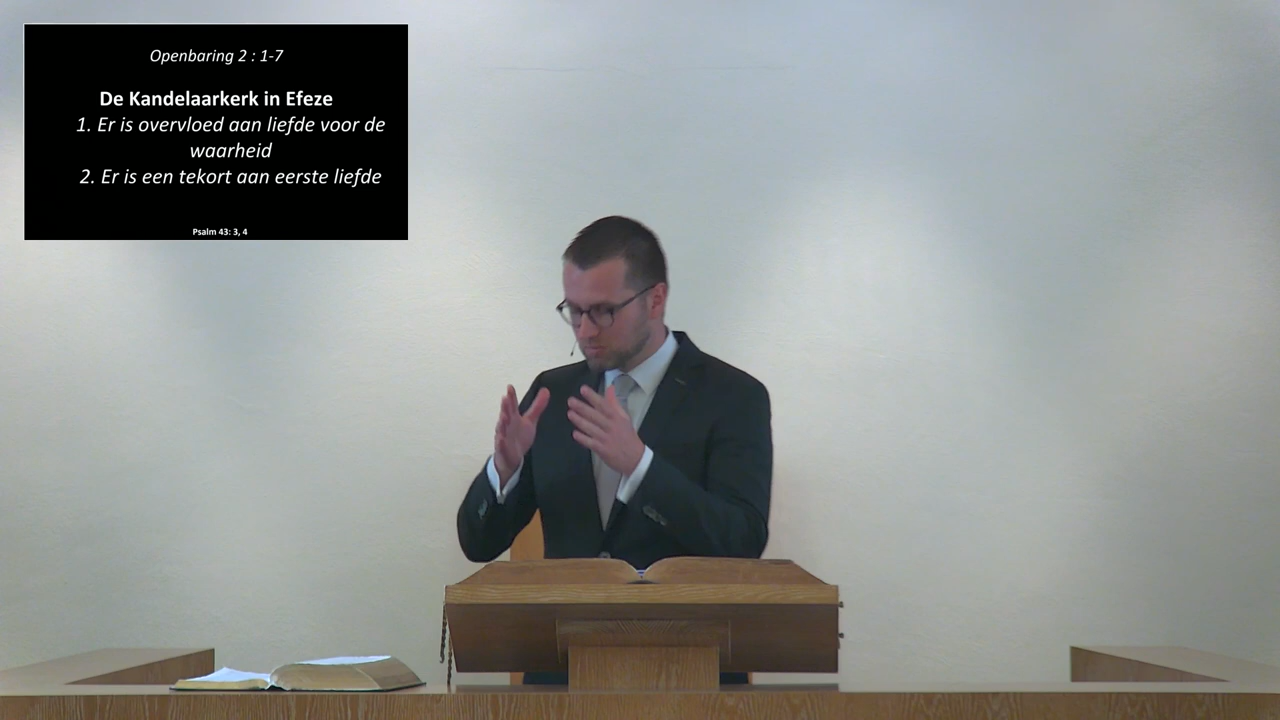 Openbaring 2 : 1-7
De Kandelaarkerk in Efeze
1. Er is overvloed aan liefde voor de
waarheid
2. Er is een tekort aan eerste liefde
Psalm 43: 3, 4